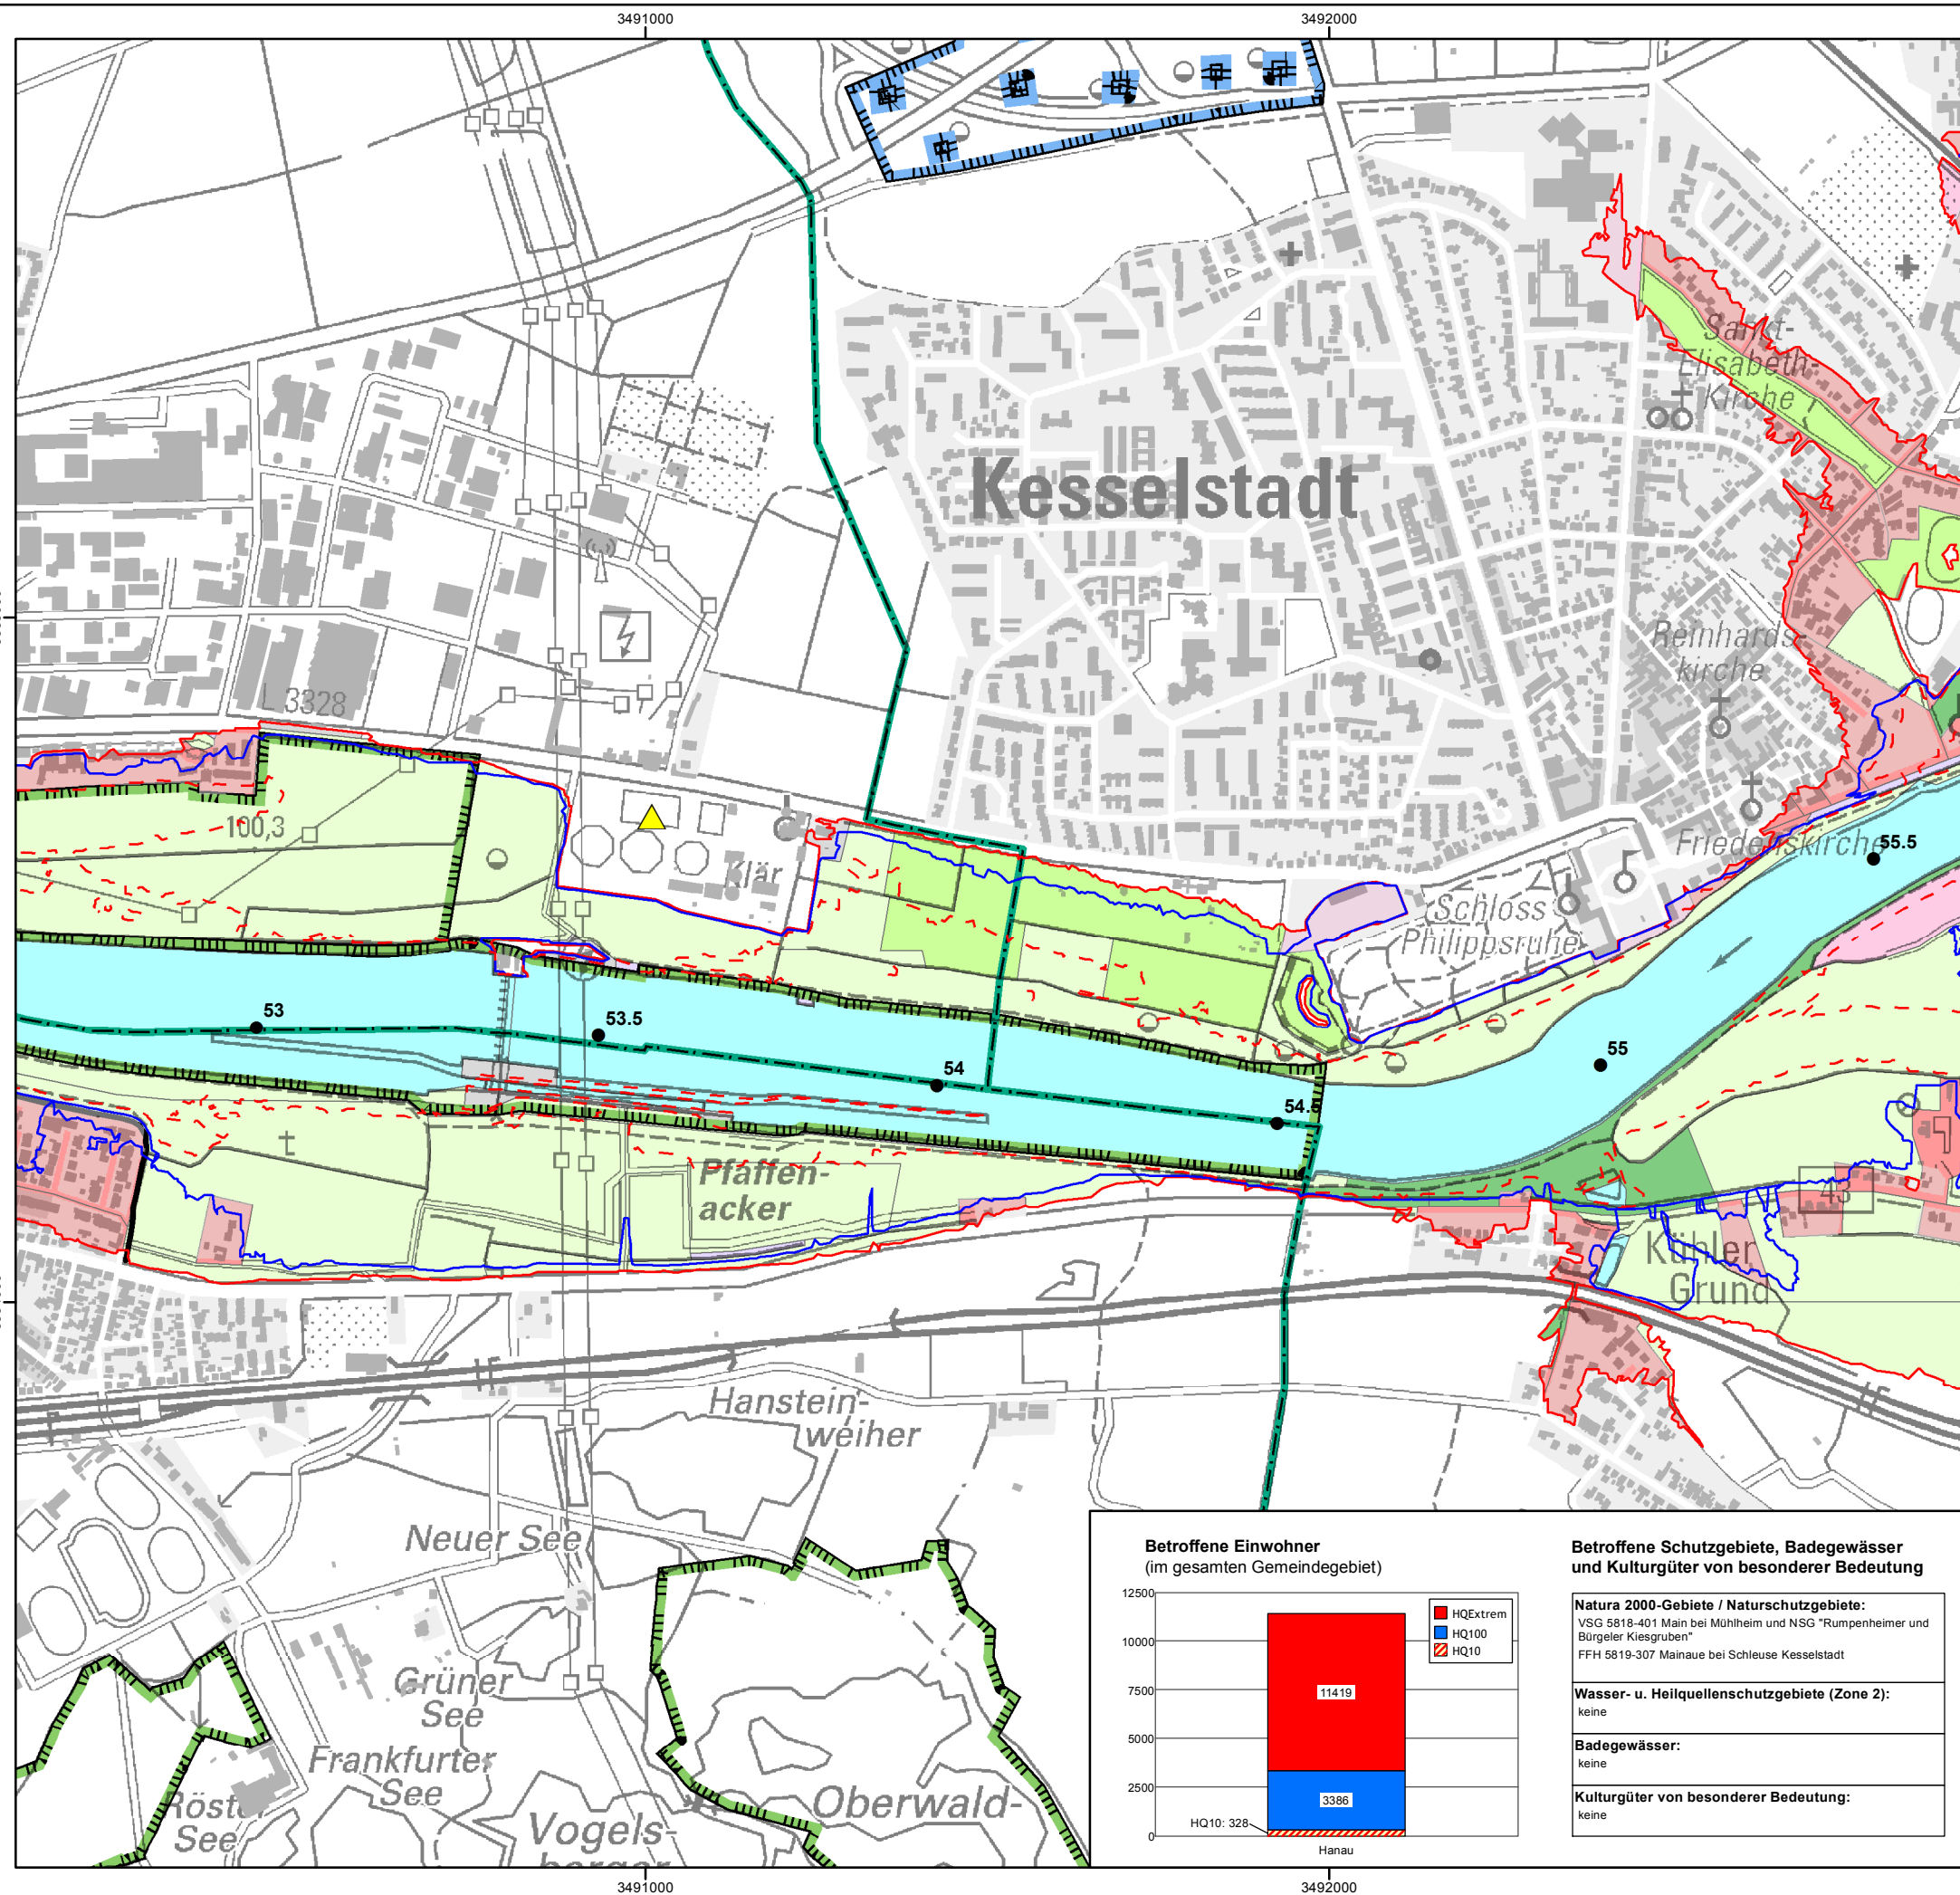 3491000
3492000
Sankt-
Elisabeth-
Kirche
Kesselstadt
Reinhards-
kirche
L 3328
100,3
Klär
Friedenskirche
55.5
Schloss
Philippsruhe
53
53.5
54
54.5
55
Pfaffen-
acker
43
Kühler
Grund
Hanstein-
weiher
Neuer See
Grüner
See
Frankfurter
See
See
Vogels-
Oberwald-
Betroffene Einwohner
(im gesamten Gemeindegebiet)
12500
10000
7500
5000
2500
0
HQExtrem
HQ100
HQ10
11419
3386
HQ10: 328
Hanau
Betroffene Schutzgebiete, Badegewässer
und Kulturgüter von besonderer Bedeutung
Natura 2000-Gebiete / Naturschutzgebiete:
VSG 5818-401 Main bei Mühlheim und NSG "Rumpenheimer und
Bürgeler Kiesgruben"
FFH 5819-307 Mainaue bei Schleuse Kesselstadt
Wasser- u. Heilquellenschutzgebiete (Zone 2):
keine
Badegewässer:
keine
Kulturgüter von besonderer Bedeutung:
keine
3491000
3492000